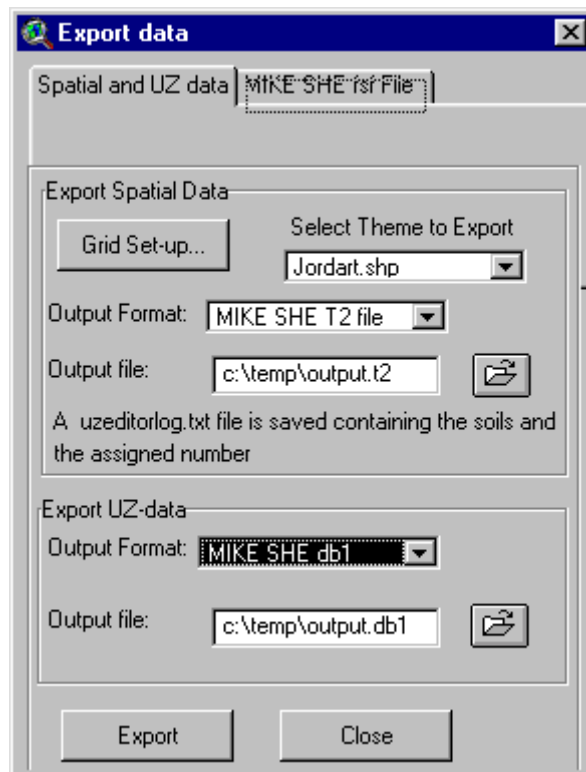 Export data
Spatial and UZ data
MIKE SHE fsf File
Export Spatial Data
Grid Set-up...
Select Theme to Export
Jordart.shp
Output Format: MIKE SHE T2 file
Output file: c:\temp\output.t2
A uzeditorlog.txt file is saved containing the soils and
the assigned number
Export UZ-data
Output Format: MIKE SHE db1
Output file: c:\temp\output.db1
Export Close